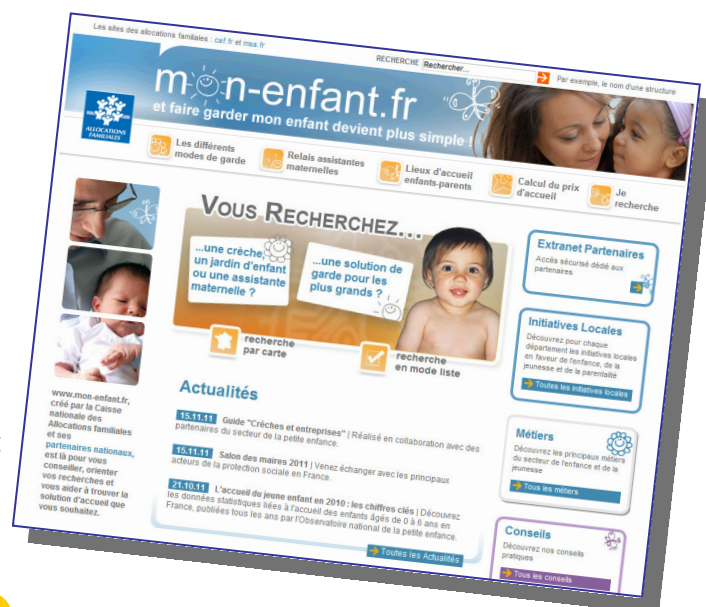 Les sites des allocations familiales : caf.fr et msa.fr
RECHERCHE Rechercher...
Par exemple, le nom d'une structure
mon-enfant.fr
et faire garder mon enfant devient plus simple !
ALLOCATIONS
FAMILIALES
Les différents
modes de garde
Relais assistantes
maternelles
Lieux d'accueil
enfants-parents
Calcul du prix
d'accueil
Je
recherche
VOUS RECHERCHEZ...
...une crèche,
un jardin d'enfant
ou une assistante
maternelle ?
...une solution de
garde pour les
plus grands ?
recherche
par carte
recherche
en mode liste
www.mon-enfant.fr,
créé par la Caisse
nationale des
Allocations familiales
et ses
partenaires nationaux,
est là pour vous
conseiller, orienter
vos recherches et
vous aider à trouver la
solution d'accueil que
vous souhaitez.
Actualités
15.11.11 Guide "Crèches et entreprises" | Réalisé en collaboration avec des
partenaires du secteur de la petite enfance.
15.11.11 Salon des maires 2011 | Venez échanger avec les principaux
acteurs de la protection sociale en France.
21.10.11 L'accueil du jeune enfant en 2010 : les chiffres clés | Découvrez
les données statistiques liées à l'accueil des enfants âgés de 0 à 6 ans en
France, publiées tous les ans par l'Observatoire national de la petite enfance.
Toutes les Actualités
Extranet Partenaires
Accès sécurisé dédié aux
partenaires
Initiatives Locales
Découvrez pour chaque
département les initiatives locales
en faveur de l'enfance, de la
jeunesse et de la parentalité
Toutes les initiatives locales
Métiers
Découvrez les principaux métiers
du secteur de l'enfance et de la
jeunesse
Tous les métiers
Conseils
Découvrez nos conseils
pratiques
Tous les conseils